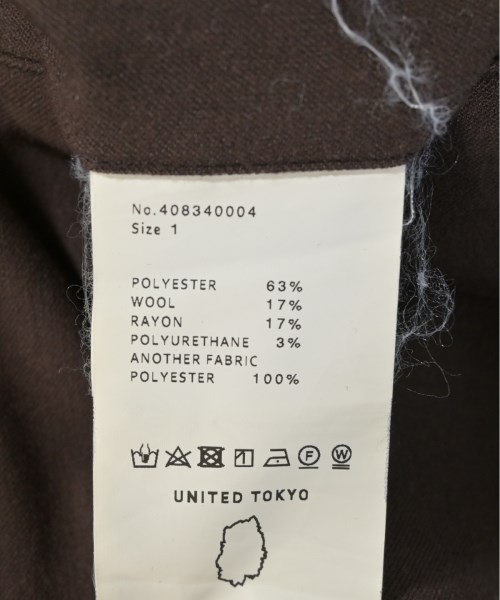 No.408340004
Size 1
POLYESTER 63%
WOOL 17%
RAYON 17%
POLYURETHANE 3%
ANOTHER FABRIC
POLYESTER 100%
F W
UNITED TOKYO